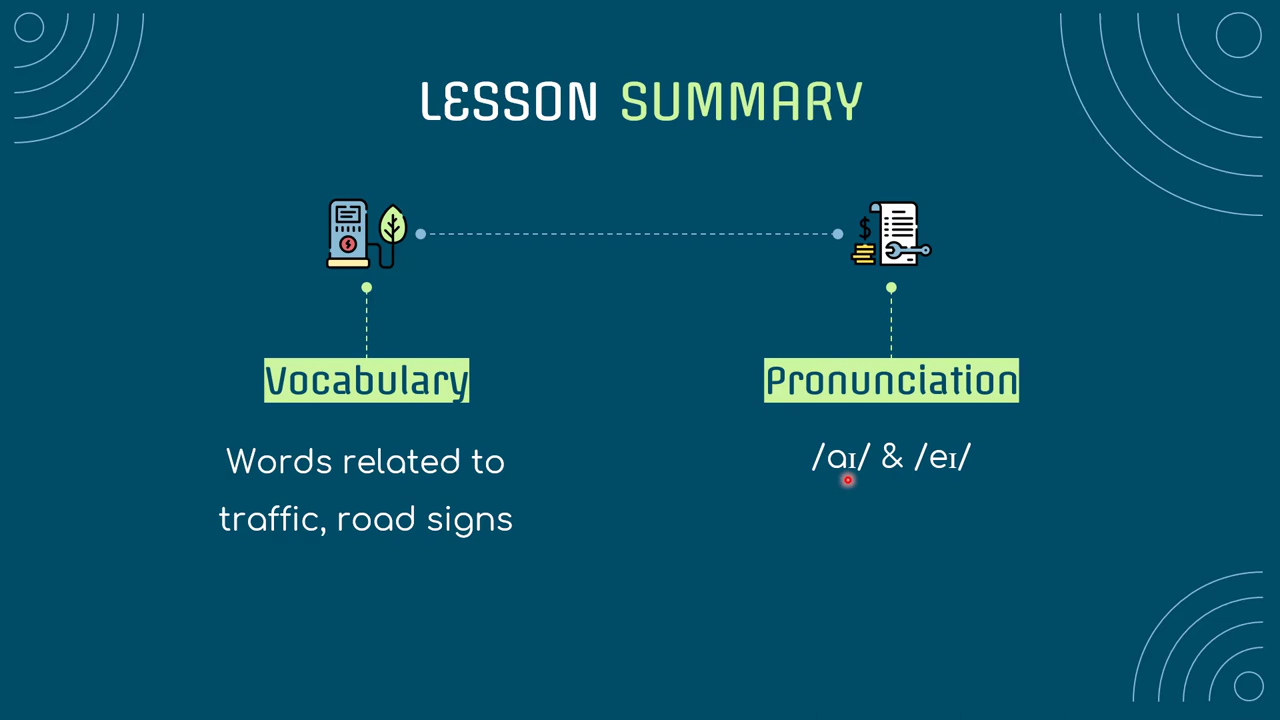 LESSON SUMMARY
$
Vocabulary
Pronunciation
Words related to
traffic, road signs
/aɪ/ & /eɪ/